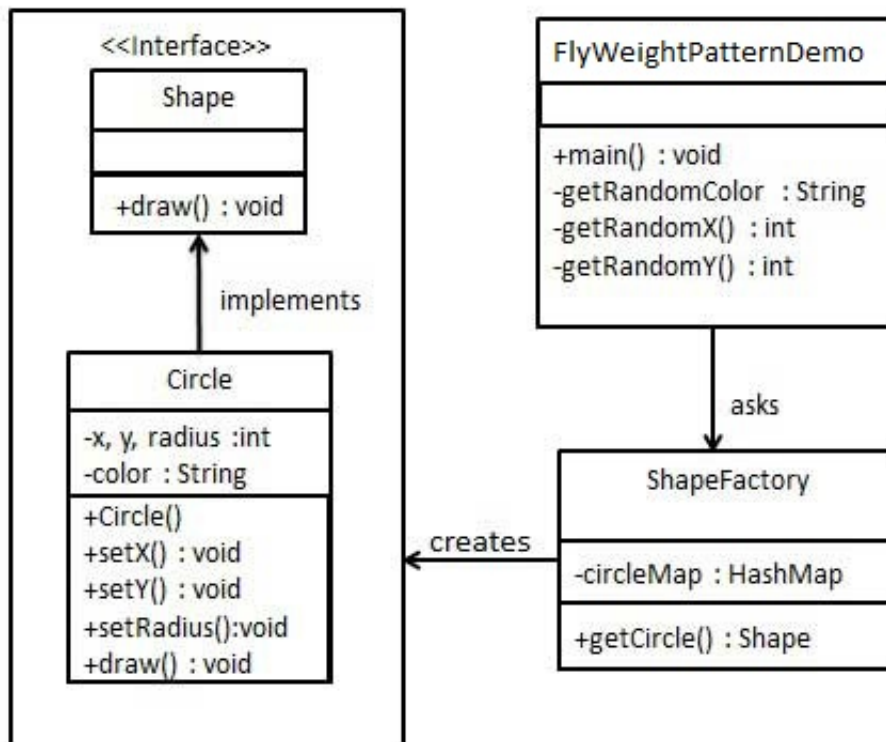 <<Interface>>
Shape
+draw() : void
implements
Circle
-x, y, radius :int
-color : String
+Circle()
+setX() : void
+setY() : void
+setRadius():void
+draw() : void
FlyWeightPatternDemo
+main() : void
-getRandomColor : String
-getRandomX() : int
-getRandomY() : int
asks
ShapeFactory
-circleMap : HashMap
+getCircle() : Shape
creates